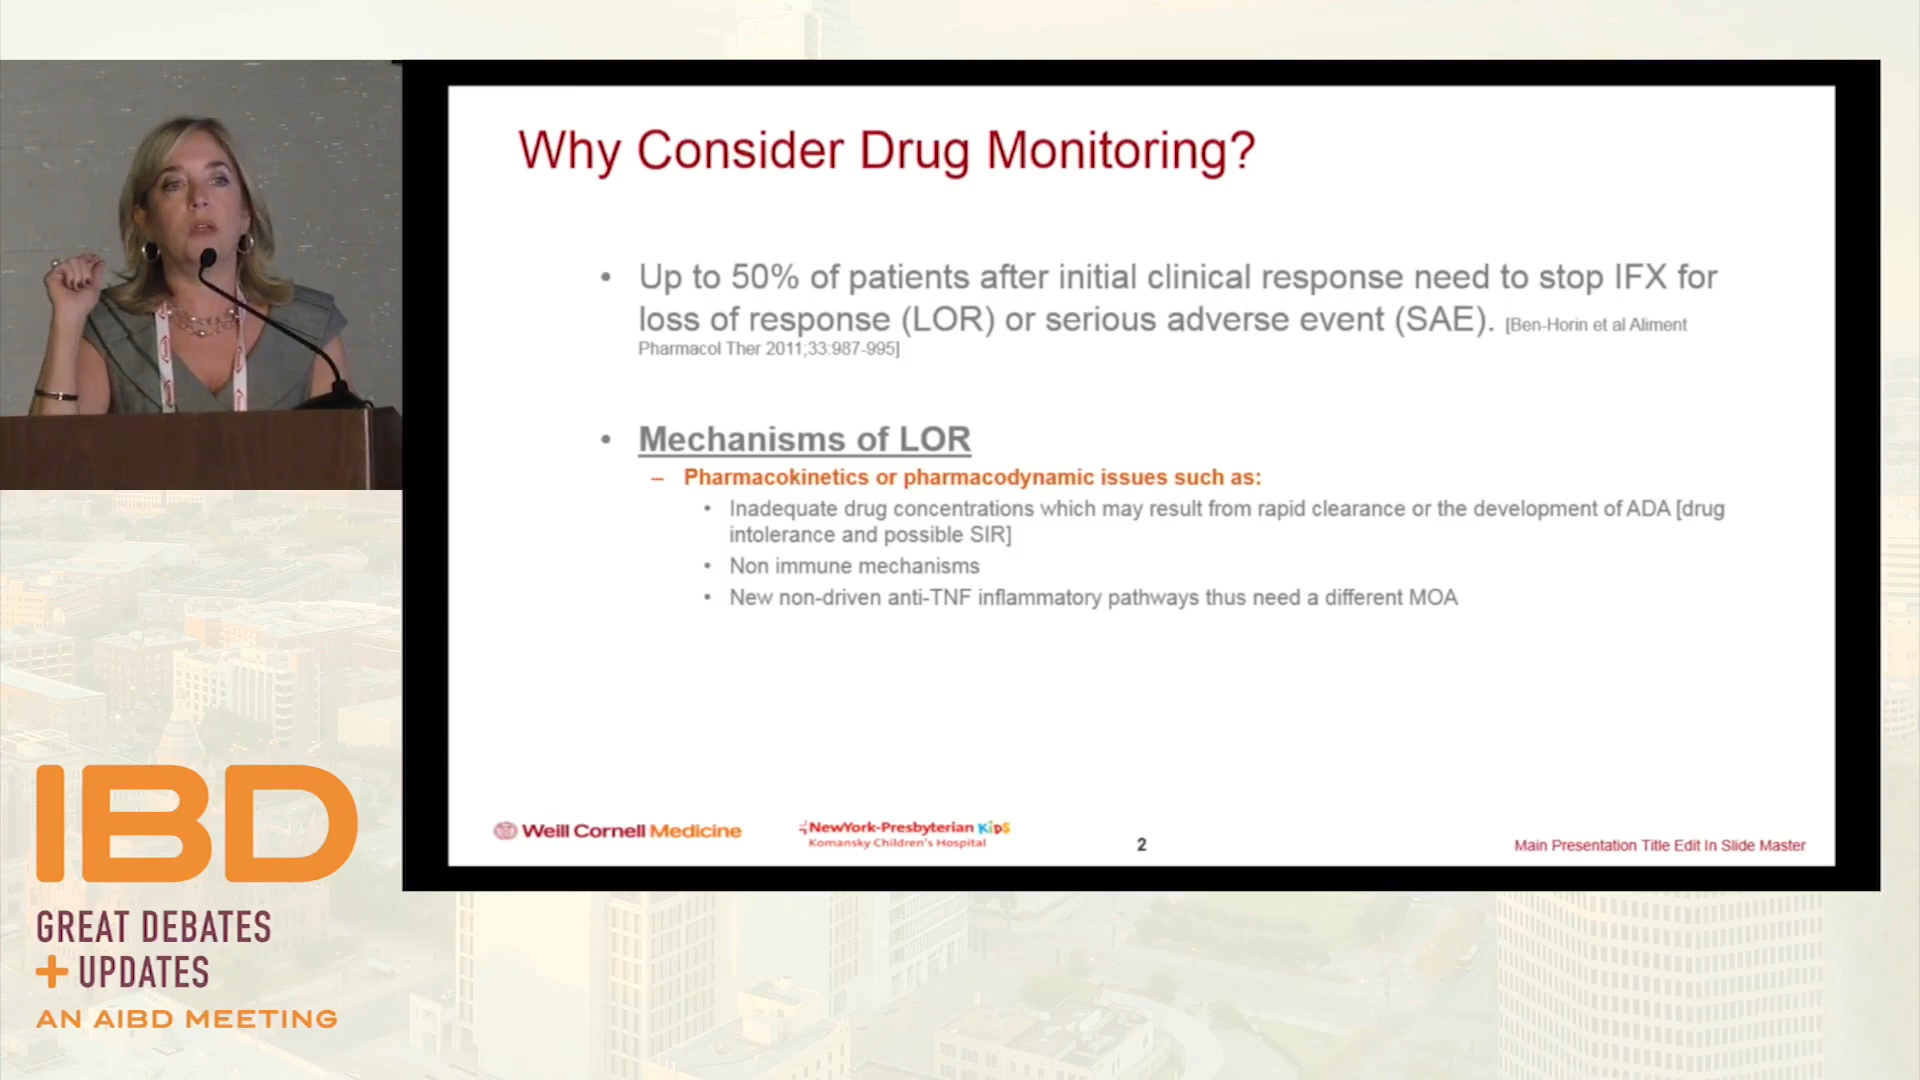 Why Consider Drug Monitoring?
• Up to 50% of patients after initial clinical response need to stop IFX for
loss of response (LOR) or serious adverse event (SAE). [Ben-Horin et al Aliment
Pharmacol Ther 2011;33:987-995]
• Mechanisms of LOR
– Pharmacokinetics or pharmacodynamic issues such as:
• Inadequate drug concentrations which may result from rapid clearance or the development of ADA [drug
intolerance and possible SIR]
• Non immune mechanisms
• New non-driven anti-TNF inflammatory pathways thus need a different MOA
Weill Cornell Medicine
NewYork-Presbyterian KiDS
Komansky Children's Hospital
2
Main Presentation Title Edit In Slide Master
IBD
GREAT DEBATES
+ UPDATES
AN AIBD MEETING